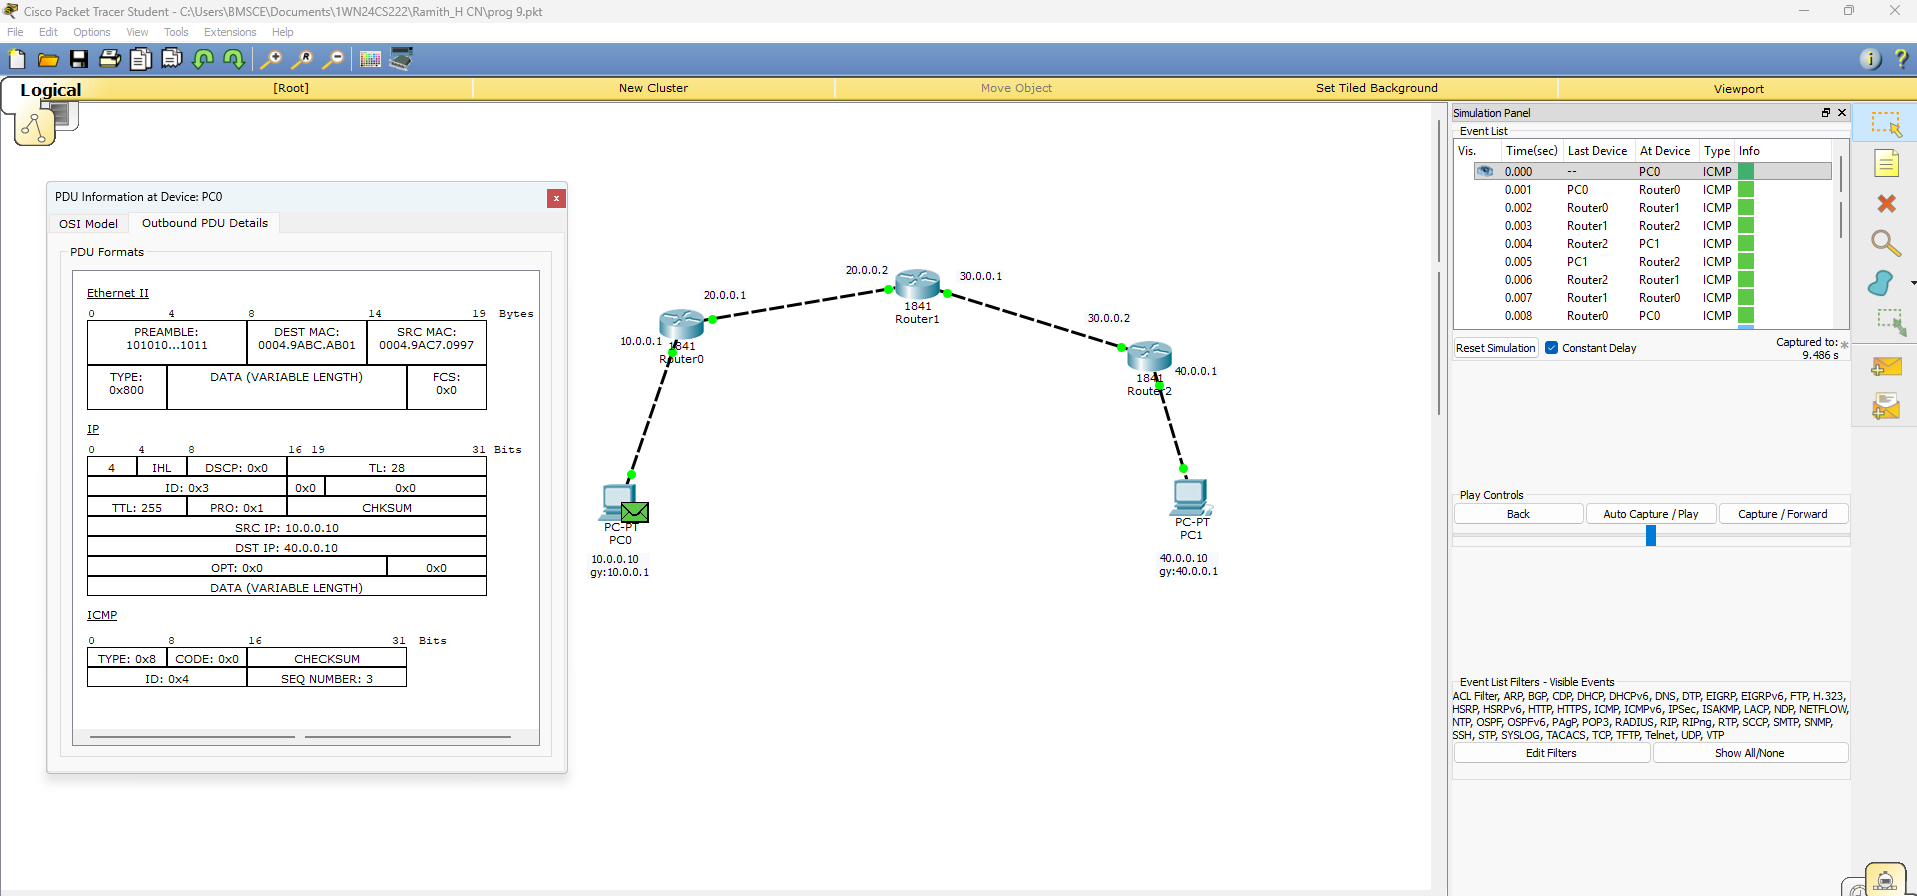 Cisco Packet Tracer Student - C:\Users\BMSCE\Documents\1WN24CS222\Ramith_H CN\prog 9.pkt
File Edit Options View Tools Extensions Help
Logical [Root] New Cluster Move Object Set Tiled Background Viewport
PDU Information at Device: PC0
OSI Model Outbound PDU Details
PDU Formats
Ethernet II
0 4 8 14 19 Bytes
PREAMBLE: DEST MAC: SRC MAC:
101010...1011 0004.9ABC.AB01 0004.9AC7.0997
TYPE: DATA (VARIABLE LENGTH) FCS:
0x800 0x0
IP
0 4 8 16 19 31 Bits
4 IHL DSCP: 0x0 TL: 28
ID: 0x3 0x0 0x0
TTL: 255 PRO: 0x1 CHKSUM
SRC IP: 10.0.0.10
DST IP: 40.0.0.10
OPT: 0x0 0x0
DATA (VARIABLE LENGTH)
ICMP
0 8 16 31 Bits
TYPE: 0x8 CODE: 0x0 CHECKSUM
ID: 0x4 SEQ NUMBER: 3
20.0.0.2 30.0.0.1
1841
Router1
20.0.0.1
10.0.0.1 1841
Router0
30.0.0.2
40.0.0.1
1841
Router2
PC-PT
PC0
10.0.0.10
gy:10.0.0.1
PC-PT
PC1
40.0.0.10
gy:40.0.0.1
Simulation Panel
Event List
Vis. Time(sec) Last Device At Device Type Info
0.000 -- PC0 ICMP
0.001 PC0 Router0 ICMP
0.002 Router0 Router1 ICMP
0.003 Router1 Router2 ICMP
0.004 Router2 PC1 ICMP
0.005 PC1 Router2 ICMP
0.006 Router2 Router1 ICMP
0.007 Router1 Router0 ICMP
0.008 Router0 PC0 ICMP
Reset Simulation Constant Delay Captured to: *
9.486 s
Play Controls
Back Auto Capture / Play Capture / Forward
Event List Filters - Visible Events
ACL Filter, ARP, BGP, CDP, DHCP, DHCPv6, DNS, DTP, EIGRP, EIGRPv6, FTP, H.323,
HSRP, HSRPv6, HTTP, HTTPS, ICMP, ICMPv6, IPSec, ISAKMP, LACP, NDP, NETFLOW,
NTP, OSPF, OSPFv6, PAgP, POP3, RADIUS, RIP, RIPng, RTP, SCCP, SMTP, SNMP,
SSH, STP, SYSLOG, TACACS, TCP, TFTP, Telnet, UDP, VTP
Edit Filters Show All/None